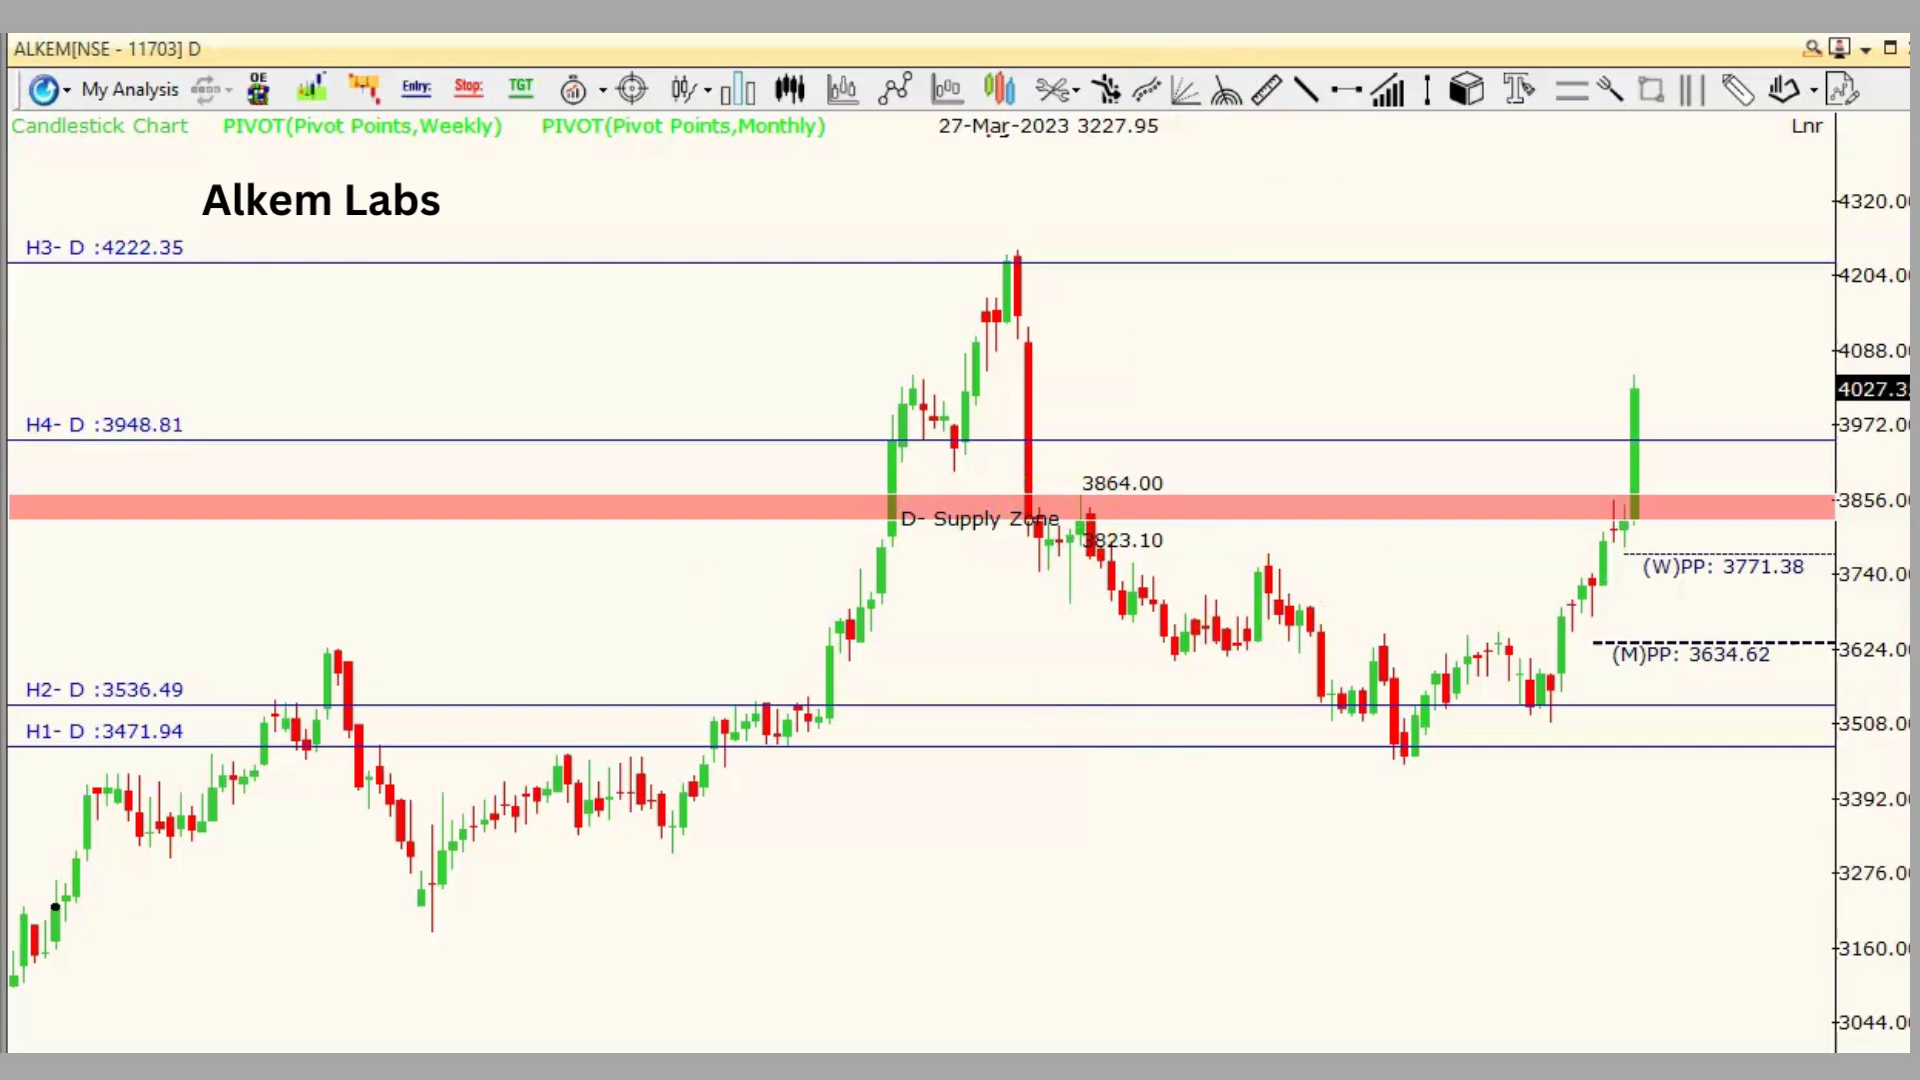 ALKEM[NSE - 11703] D
My Analysis OE Entry: Stop: TGT
Candlestick Chart PIVOT(Pivot Points,Weekly) PIVOT(Pivot Points,Monthly) 27-Mar-2023 3227.95 Lnr
Alkem Labs
4320.0
H3- D :4222.35
4204.0
4088.0
4027.3
H4- D :3948.81
3972.0
3864.00
3856.0
D- Supply Zone
3823.10
(W)PP: 3771.38
3740.0
(M)PP: 3634.62
3624.0
H2- D :3536.49
3508.0
H1- D :3471.94
3392.0
3276.0
3160.0
3044.0